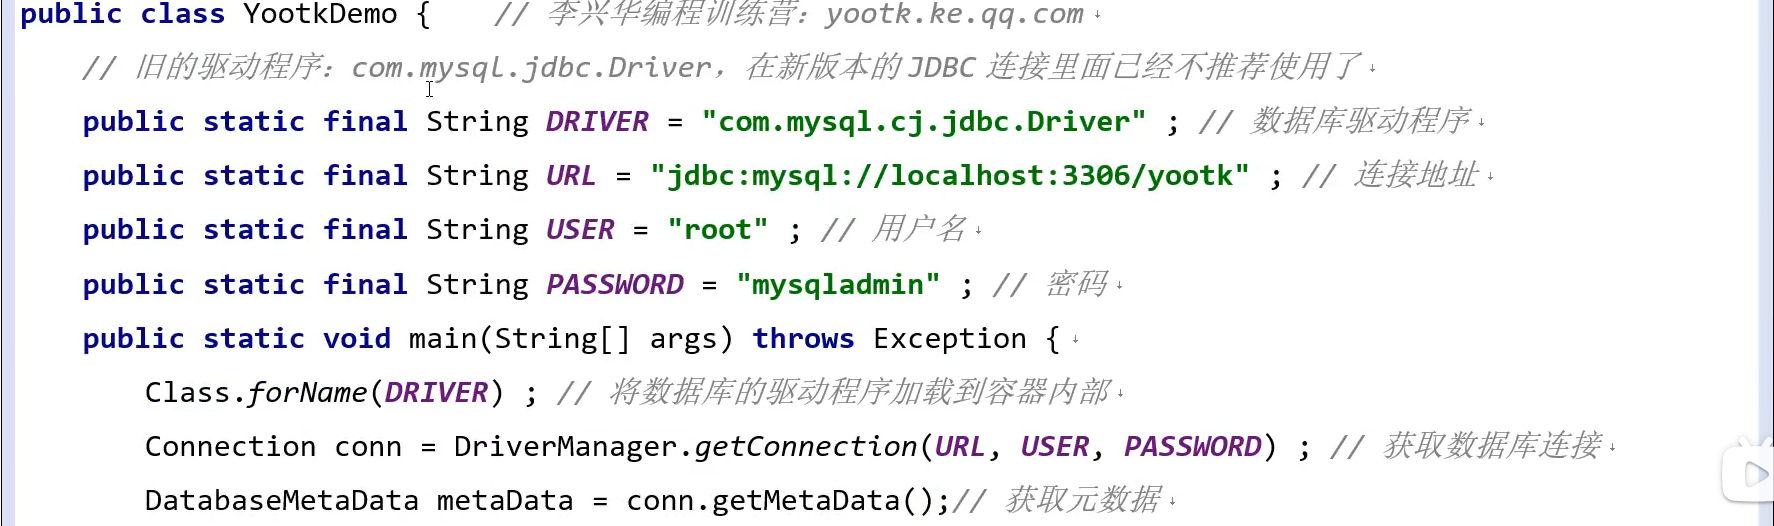 public class YootkDemo {    // 李兴华编程训练营：yootk.ke.qq.com
// 旧的驱动程序：com.mysql.jdbc.Driver，在新版本的JDBC 连接里面已经不推荐使用了
public static final String DRIVER = "com.mysql.cj.jdbc.Driver" ; // 数据库驱动程序
public static final String URL = "jdbc:mysql://localhost:3306/yootk" ; // 连接地址
public static final String USER = "root" ; // 用户名
public static final String PASSWORD = "mysqladmin" ; // 密码
public static void main(String[] args) throws Exception {
Class.forName(DRIVER) ; // 将数据库的驱动程序加载到容器内部
Connection conn = DriverManager.getConnection(URL, USER, PASSWORD) ; // 获取数据库连接
DatabaseMetaData metaData = conn.getMetaData();// 获取元数据